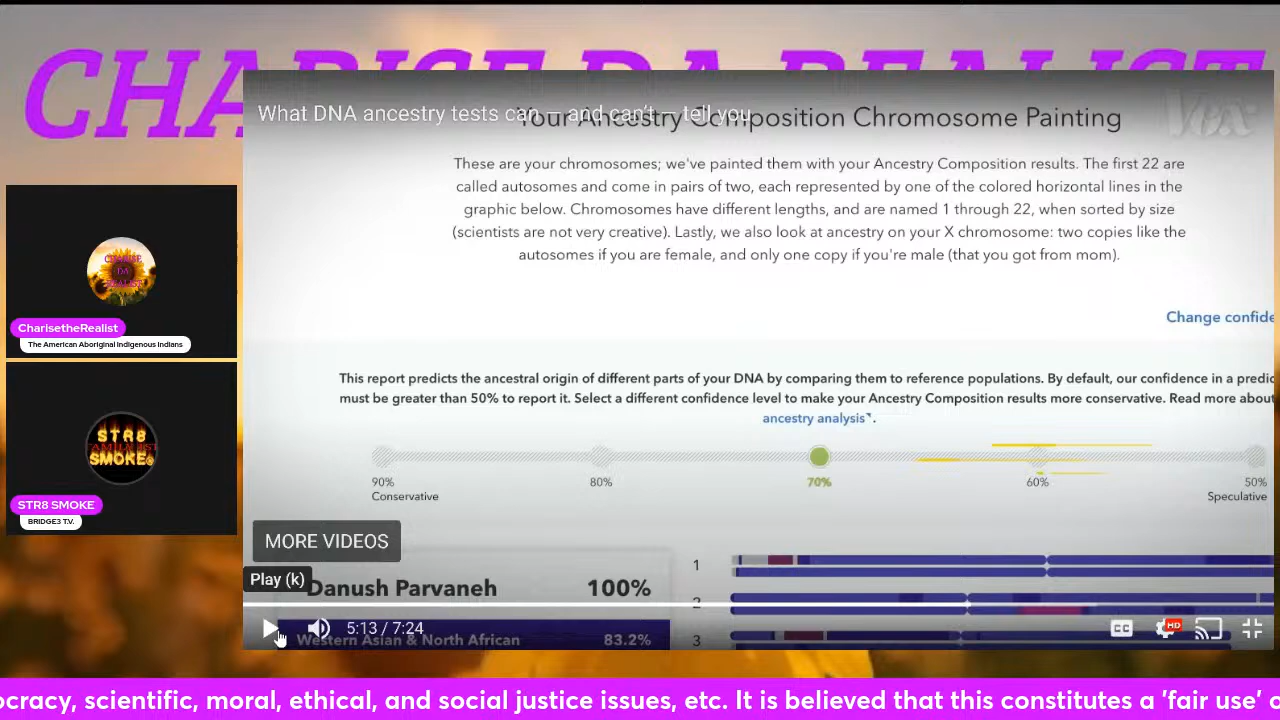 CHARISE DA REALIST
What DNA ancestry tests can — and can't — tell you
Your Ancestry Composition Chromosome Painting
Vox
These are your chromosomes; we've painted them with your Ancestry Composition results. The first 22 are
called autosomes and come in pairs of two, each represented by one of the colored horizontal lines in the
graphic below. Chromosomes have different lengths, and are named 1 through 22, when sorted by size
(scientists are not very creative). Lastly, we also look at ancestry on your X chromosome: two copies like the
autosomes if you are female, and only one copy if you're male (that you got from mom).
CHARISE
DA
REALIST
CharisetheRealist
The American Aboriginal Indigenous Indians
Change confide
This report predicts the ancestral origin of different parts of your DNA by comparing them to reference populations. By default, our confidence in a predic
must be greater than 50% to report it. Select a different confidence level to make your Ancestry Composition results more conservative. Read more about
ancestry analysis.
90%
80%
70%
60%
50%
Conservative
Speculative
STR8
SMOKE
STR8 SMOKE
BRIDGE3 T.V.
MORE VIDEOS
Play (k)
Danush Parvaneh 100%
Western Asian & North African 83.2%
1
2
3
5:13 / 7:24
CC
HD
ocracy, scientific, moral, ethical, and social justice issues, etc. It is believed that this constitutes a 'fair use'